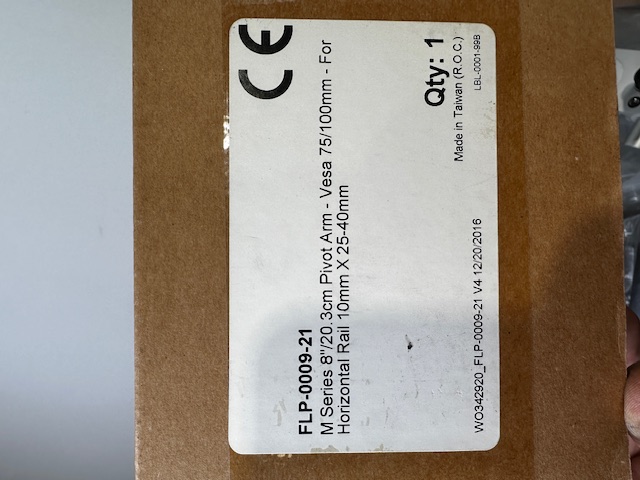 CE
FLP-0009-21
M Series 8"/20.3cm Pivot Arm - Vesa 75/100mm - For
Horizontal Rail 10mm X 25-40mm
Qty: 1
Made in Taiwan (R.O.C.)
WO342920_FLP-0009-21 V4 12/20/2016
LBL-0001-99B